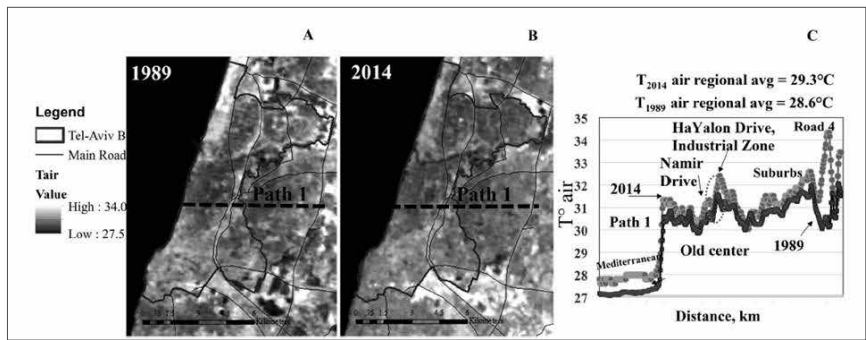 A
B
C
1989
2014
Legend
Tel-Aviv B
Main Road
Tair
Value
High : 34.0
Low : 27.5
Path 1
Path 1
Kilometers
Kilometers
T2014 air regional avg = 29.3°C
T1989 air regional avg = 28.6°C
35
34
33
32
31
30
29
28
27
T° air
HaYalon Drive,
Industrial Zone
Road 4
Namir
Drive
Suburbs
2014
Path 1
Old center
1989
Mediterranean
Distance, km